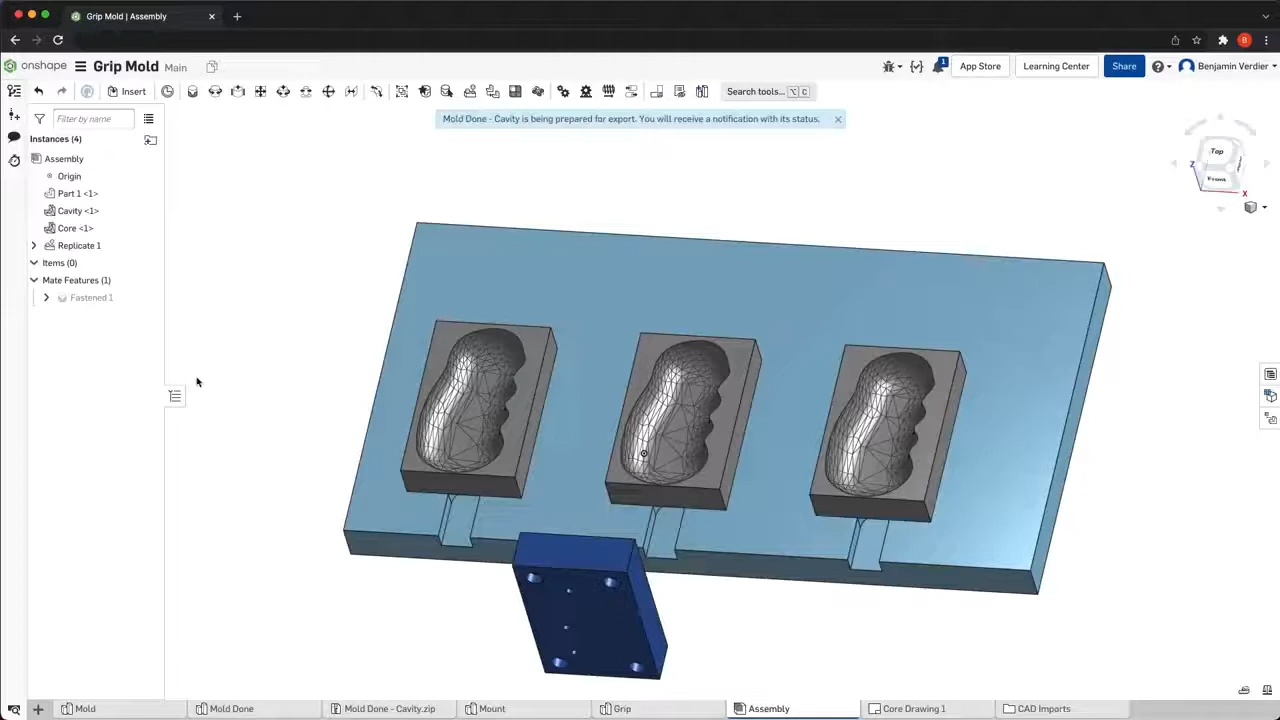 Grip Mold | Assembly
B
onshape
Grip Mold
Main
1
App Store
Learning Center
Share
Benjamin Verdier
Insert
Search tools... ⌥ C
Filter by name
Mold Done - Cavity is being prepared for export. You will receive a notification with its status.
Instances (4)
Assembly
Origin
Part 1 <1>
Cavity <1>
Core <1>
Replicate 1
Items (0)
Mate Features (1)
Fastened 1
Top
Front
Z
X
Mold
Mold Done
Mold Done - Cavity.zip
Mount
Grip
Assembly
Core Drawing 1
CAD Imports